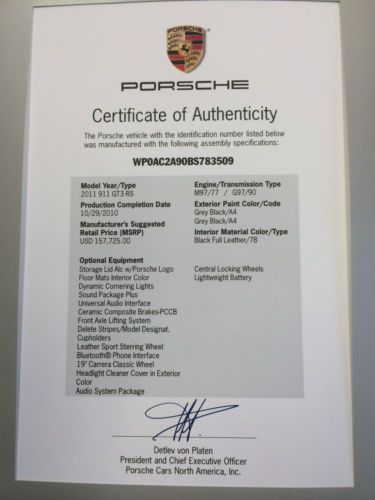 PORSCHE
Certificate of Authenticity
The Porsche vehicle with the identification number listed below
was manufactured with the following assembly specifications:
WP0AC2A90BS783509
Model Year/Type
2011 911 GT3 RS
Production Completion Date
10/29/2010
Manufacturer's Suggested
Retail Price (MSRP)
USD 157,725.00
Engine/Transmission Type
M97/77 / G97/90
Exterior Paint Color/Code
Grey Black/A4
Grey Black/A4
Interior Material Color/Type
Black Full Leather/78
Optional Equipment
Storage Lid Alc w/Porsche Logo
Floor Mats Interior Color
Dynamic Cornering Lights
Sound Package Plus
Universal Audio Interface
Ceramic Composite Brakes-PCCB
Front Axle Lifting System
Delete Stripes/Model Designat.
Cupholders
Leather Sport Sterring Wheel
Bluetooth® Phone Interface
19" Carrera Classic Wheel
Headlight Cleaner Cover in Exterior
Color
Audio System Package
Central Locking Wheels
Lightweight Battery
Detlev von Platen
President and Chief Executive Officer
Porsche Cars North America, Inc.